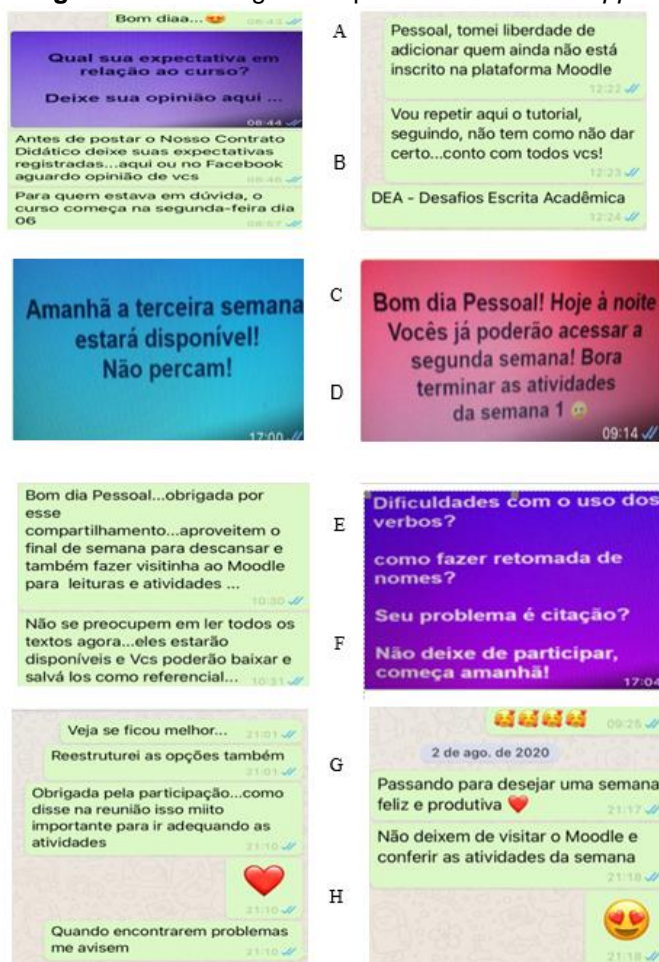 Bom diaa...😍 06:43
Qual sua expectativa em
relação ao curso?
Deixe sua opinião aqui ...
06:44
Antes de postar o Nosso Contrato
Didático deixe suas expectativas
registradas...aqui ou no Facebook
aguardo opinião de vcs 06:46
Para quem estava em dúvida, o
curso começa na segunda-feira dia
06 06:57
A
B
Pessoal, tomei liberdade de
adicionar quem ainda não está
inscrito na plataforma Moodle
12:22
Vou repetir aqui o tutorial,
seguindo, não tem como não dar
certo...conto com todos vcs!
12:23
DEA - Desafios Escrita Acadêmica
12:24
Amanhã a terceira semana
estará disponível!
Não percam!
17:00
C
D
Bom dia Pessoal! Hoje à noite
Vocês já poderão acessar a
segunda semana! Bora
terminar as atividades
da semana 1
09:14
Bom dia Pessoal...obrigada por
esse
compartilhamento...aproveitem o
final de semana para descansar e
também fazer visitinha ao Moodle
para leituras e atividades ...
10:30
Não se preocupem em ler todos os
textos agora...eles estarão
disponíveis e Vcs poderão baixar e
salvá los como referencial... 10:31
E
F
Dificuldades com o uso dos
verbos?
como fazer retomada de
nomes?
Seu problema é citação?
Não deixe de participar,
começa amanhã!
17:04
Veja se ficou melhor... 21:01
Reestruturei as opções também
21:01
Obrigada pela participação...como
disse na reunião isso miito
importante para ir adequando as
atividades 21:10
❤️
21:10
Quando encontrarem problemas
me avisem 21:10
G
H
🥰🥰🥰🥰 09:25
2 de ago. de 2020
Passando para desejar uma semana
feliz e produtiva ❤️ 21:17
Não deixem de visitar o Moodle e
conferir as atividades da semana
21:18
😍
21:18